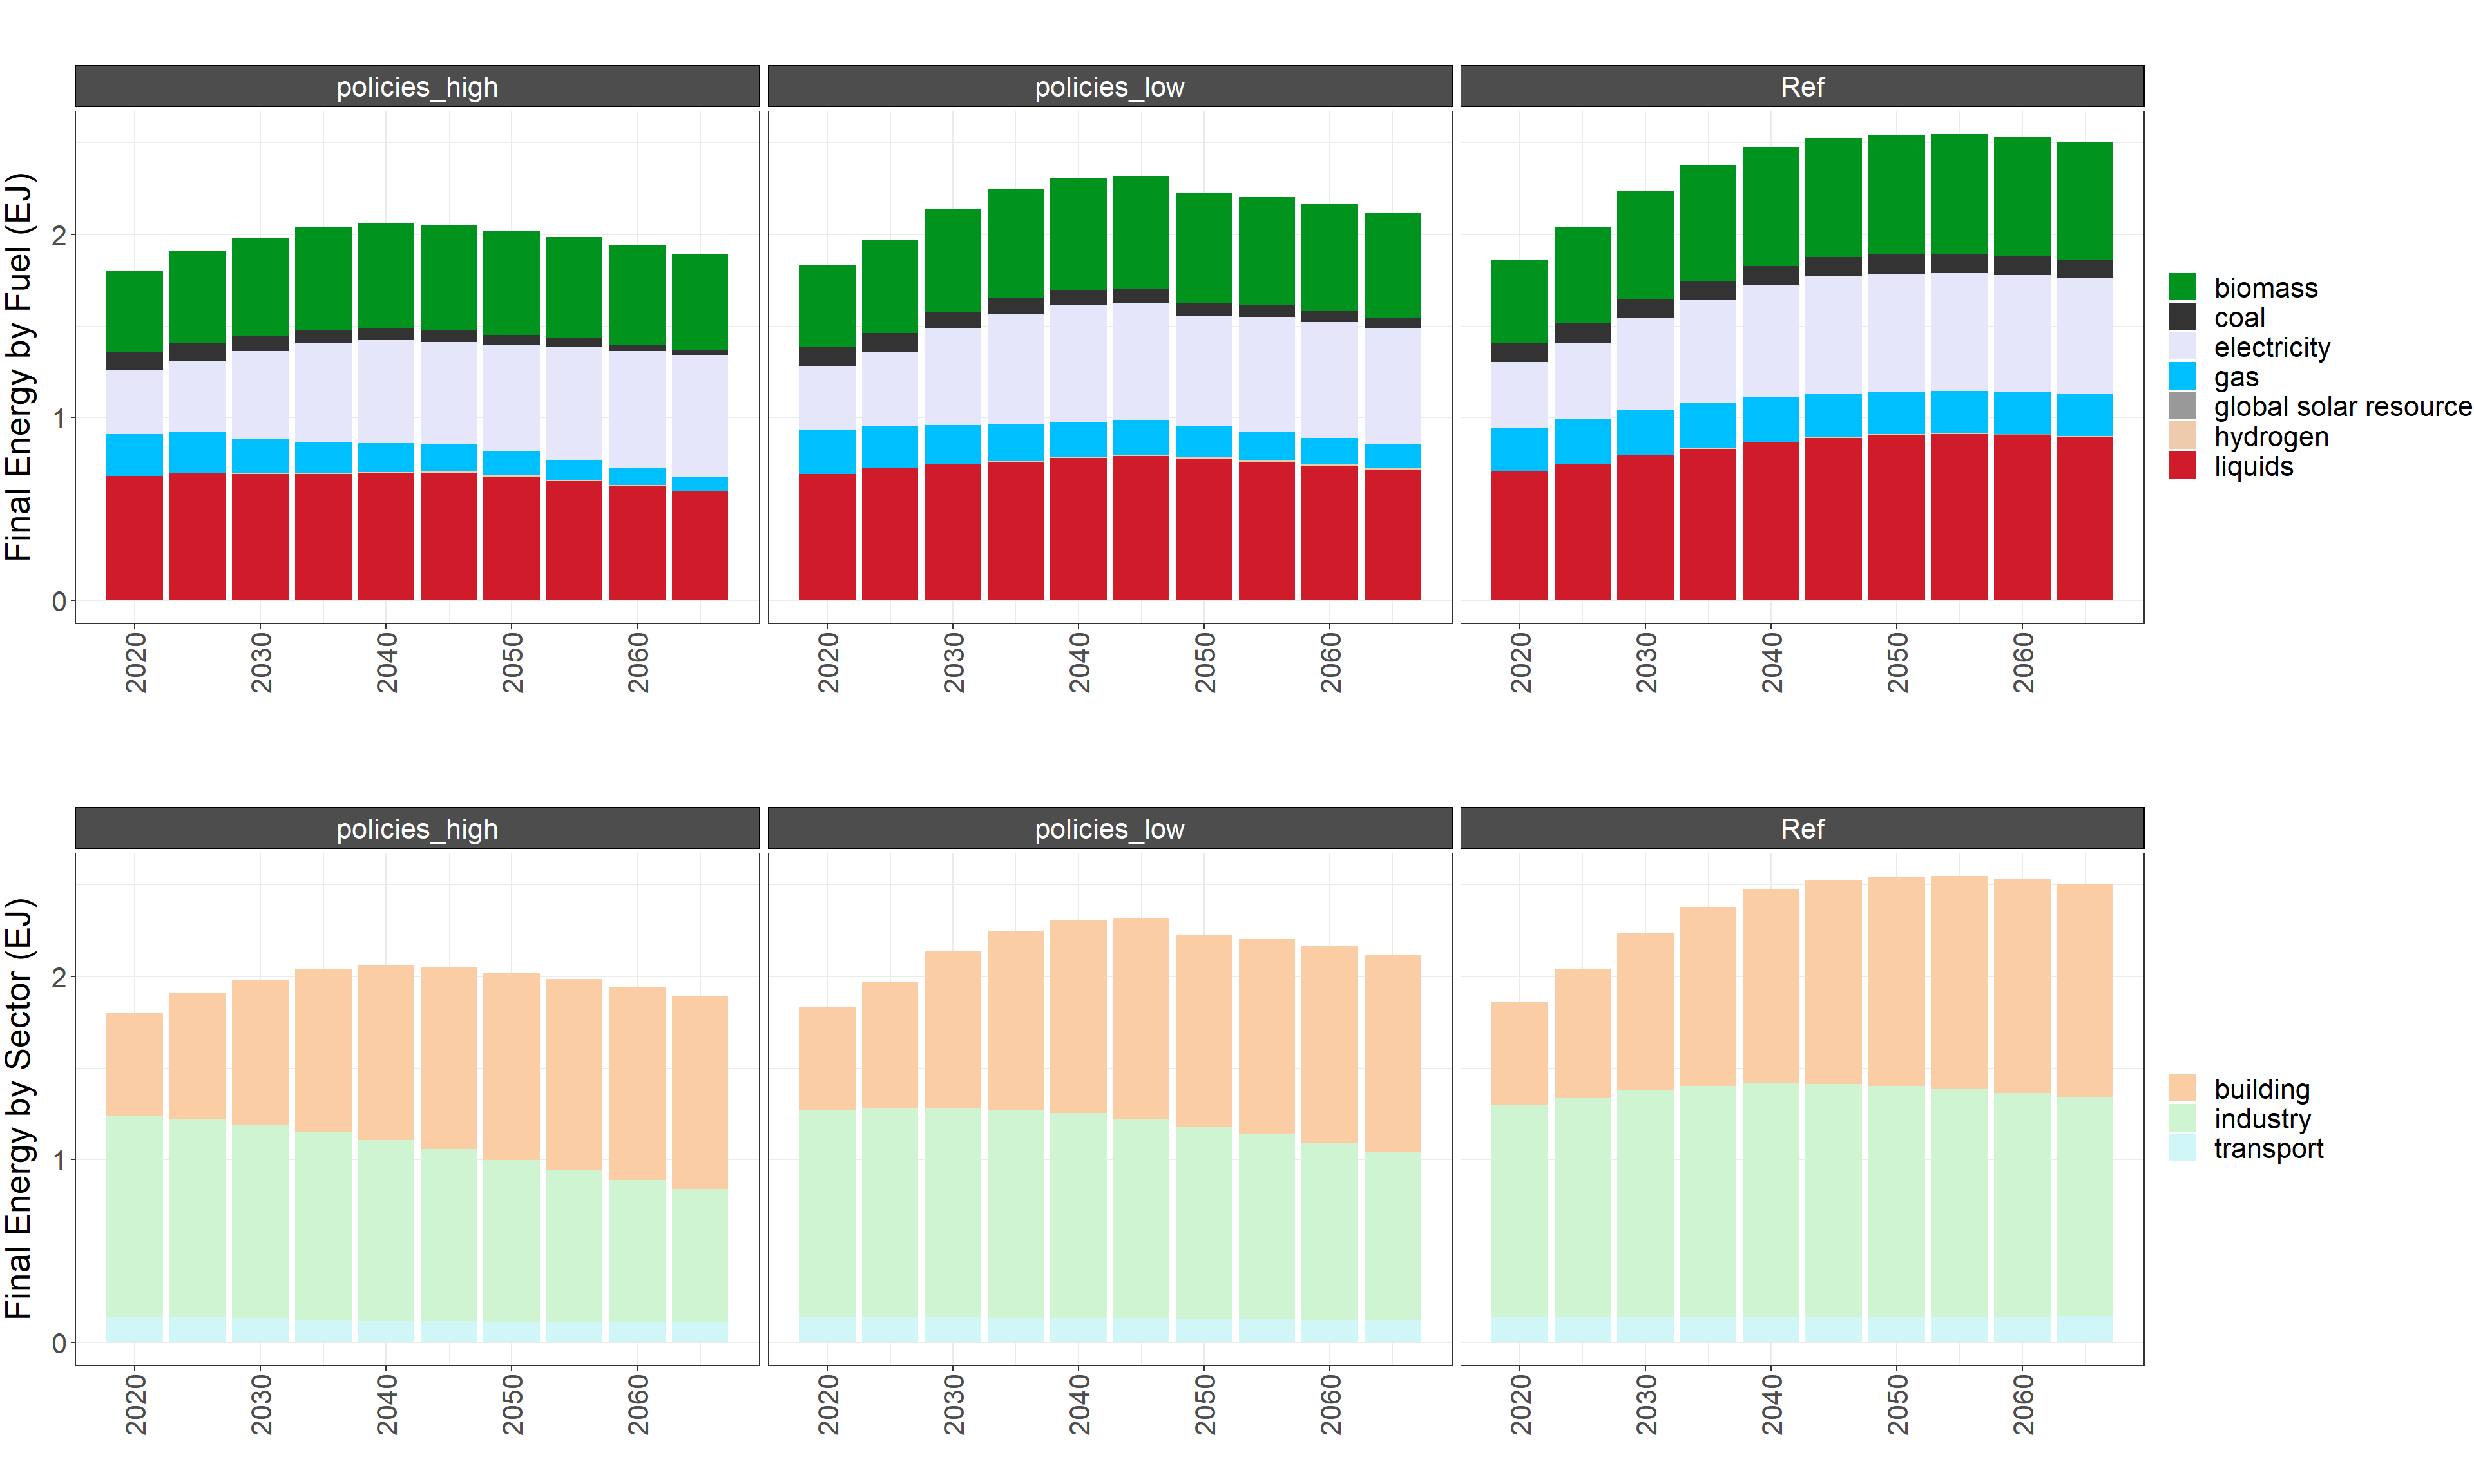 policies_high
policies_low
Ref
Final Energy by Fuel (EJ)
2
1
0
2020
2030
2040
2050
2060
2020
2030
2040
2050
2060
2020
2030
2040
2050
2060
biomass
coal
electricity
gas
global solar resource
hydrogen
liquids
policies_high
policies_low
Ref
Final Energy by Sector (EJ)
2
1
0
2020
2030
2040
2050
2060
2020
2030
2040
2050
2060
2020
2030
2040
2050
2060
building
industry
transport